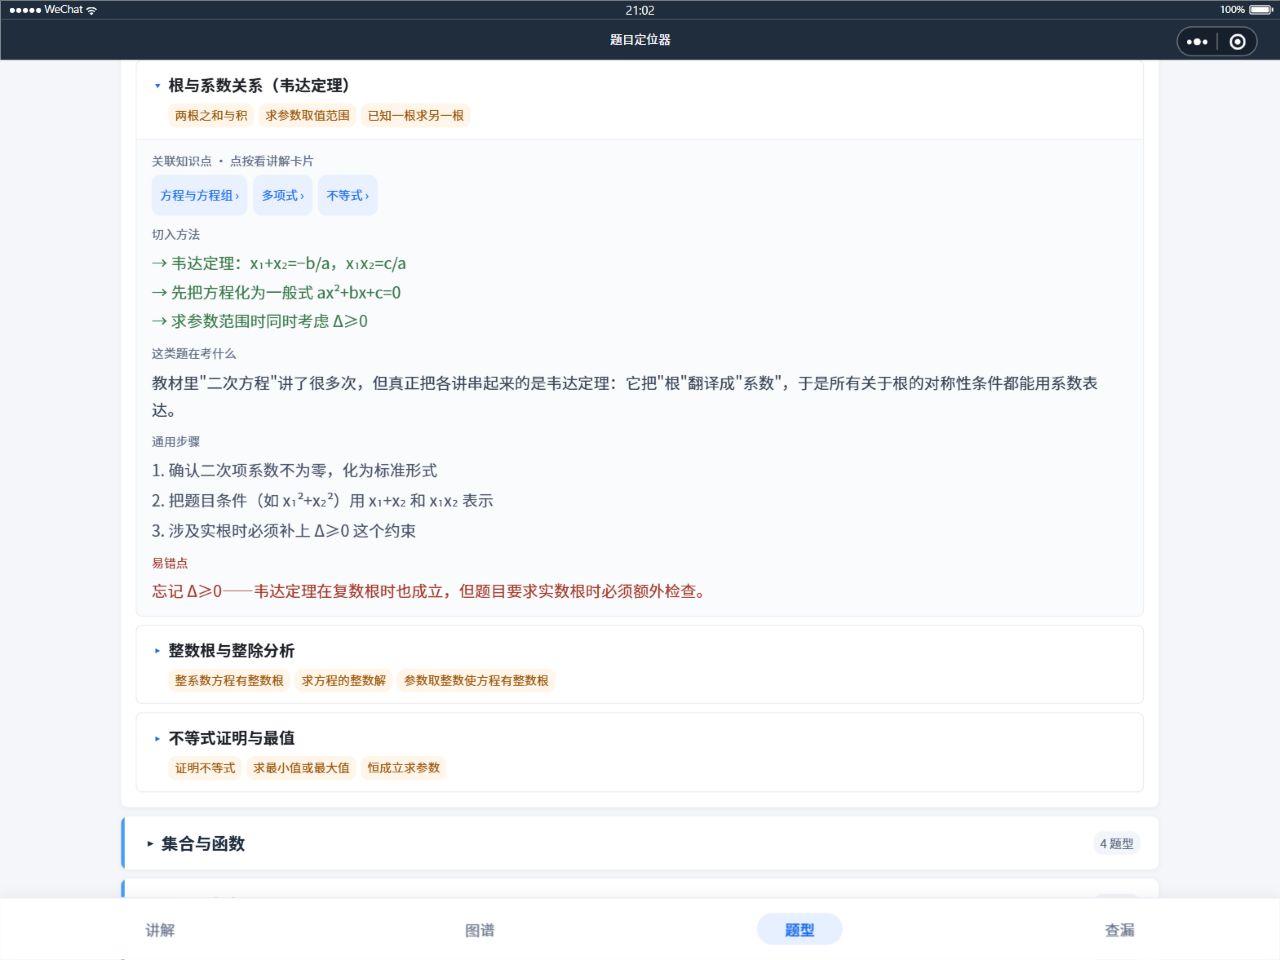 WeChat
21:02
100%
题目定位器
根与系数关系（韦达定理）
两根之和与积 求参数取值范围 已知一根求另一根
关联知识点 · 点按看讲解卡片
方程与方程组 › 多项式 › 不等式 ›
切入方法
→ 韦达定理：x₁+x₂=−b/a，x₁x₂=c/a
→ 先把方程化为一般式 ax²+bx+c=0
→ 求参数范围时同时考虑 Δ≥0
这类题在考什么
教材里"二次方程"讲了很多次，但真正把各讲串起来的是韦达定理：它把"根"翻译成"系数"，于是所有关于根的对称性条件都能用系数表
达。
通用步骤
1. 确认二次项系数不为零，化为标准形式
2. 把题目条件（如 x₁²+x₂²）用 x₁+x₂ 和 x₁x₂ 表示
3. 涉及实根时必须补上 Δ≥0 这个约束
易错点
忘记 Δ≥0——韦达定理在复数根时也成立，但题目要求实数根时必须额外检查。
整数根与整除分析
整系数方程有整数根 求方程的整数解 参数取整数使方程有整数根
不等式证明与最值
证明不等式 求最小值或最大值 恒成立求参数
集合与函数
4 题型
讲解 图谱 题型 查漏